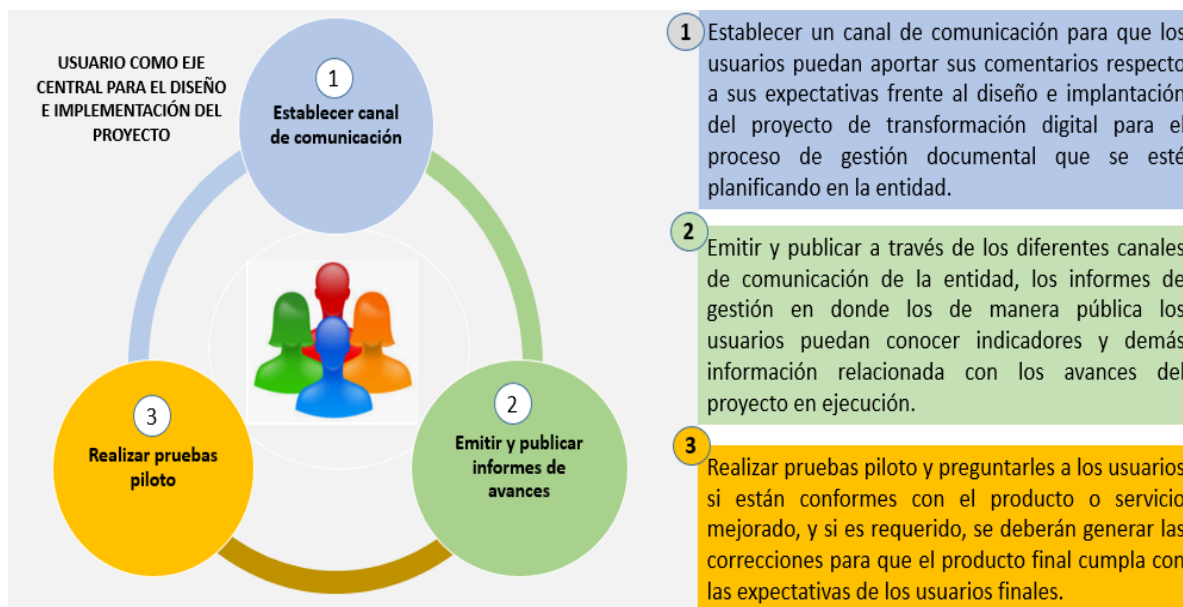 USUARIO COMO EJE
CENTRAL PARA EL DISEÑO
E IMPLEMENTACIÓN DEL
PROYECTO
1
Establecer canal
de comunicación
2
Emitir y publicar
informes de
avances
3
Realizar pruebas
piloto
1
Establecer un canal de comunicación para que los
usuarios puedan aportar sus comentarios respecto
a sus expectativas frente al diseño e implantación
del proyecto de transformación digital para el
proceso de gestión documental que se esté
planificando en la entidad.
2
Emitir y publicar a través de los diferentes canales
de comunicación de la entidad, los informes de
gestión en donde los de manera pública los
usuarios puedan conocer indicadores y demás
información relacionada con los avances del
proyecto en ejecución.
3
Realizar pruebas piloto y preguntarles a los usuarios
si están conformes con el producto o servicio
mejorado, y si es requerido, se deberán generar las
correcciones para que el producto final cumpla con
las expectativas de los usuarios finales.